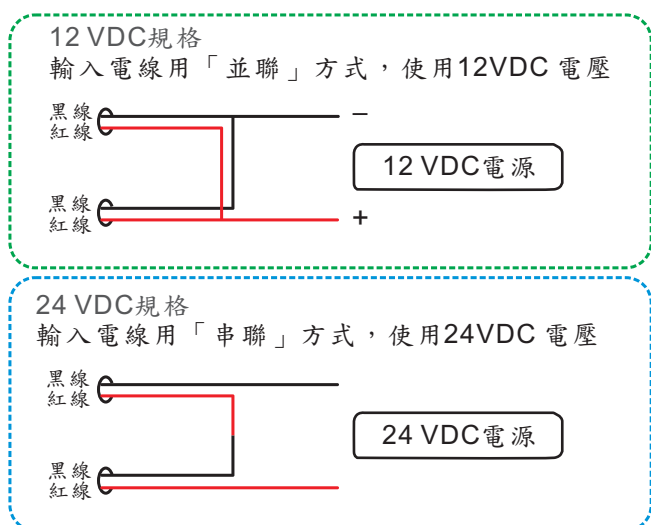 12 VDC規格
輸入電線用「並聯」方式，使用12VDC 電壓
黑線
紅線
−
12 VDC電源
黑線
紅線
+
24 VDC規格
輸入電線用「串聯」方式，使用24VDC 電壓
黑線
紅線
24 VDC電源
黑線
紅線